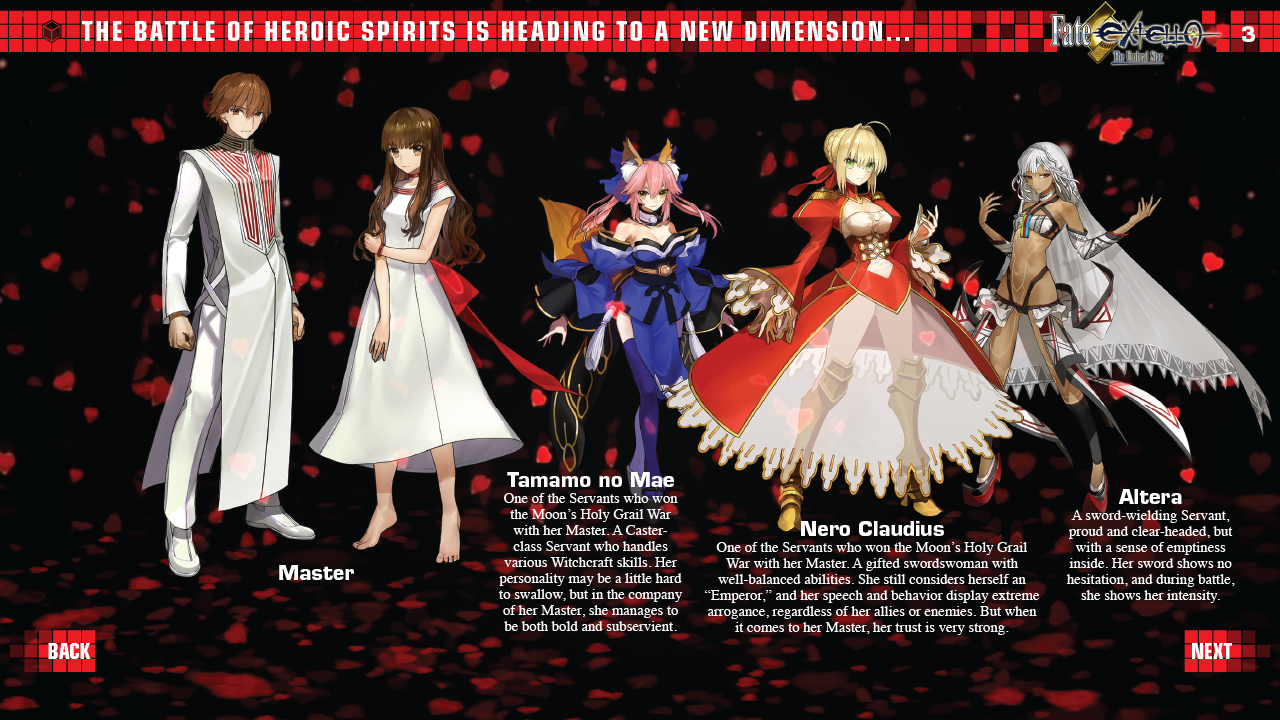 THE BATTLE OF HEROIC SPIRITS IS HEADING TO A NEW DIMENSION...
Fate EXTELLA
The Umbral Star
3
Master
Tamamo no Mae
One of the Servants who won
the Moon’s Holy Grail War
with her Master. A Caster-
class Servant who handles
various Witchcraft skills. Her
personality may be a little hard
to swallow, but in the company
of her Master, she manages to
be both bold and subservient.
Nero Claudius
One of the Servants who won the Moon’s Holy Grail
War with her Master. A gifted swordswoman with
well-balanced abilities. She still considers herself an
“Emperor,” and her speech and behavior display extreme
arrogance, regardless of her allies or enemies. But when
it comes to her Master, her trust is very strong.
Altera
A sword-wielding Servant,
proud and clear-headed, but
with a sense of emptiness
inside. Her sword shows no
hesitation, and during battle,
she shows her intensity.
BACK
NEXT